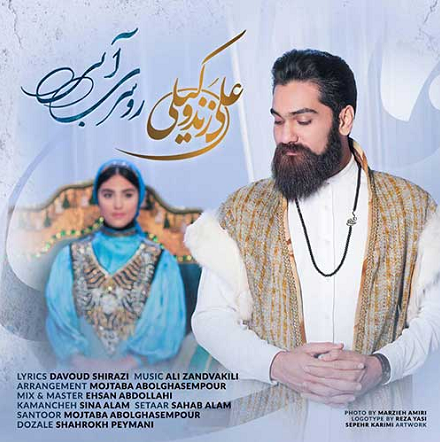 روسری آبی
علی زندوکیلی
LYRICS DAVOUD SHIRAZI MUSIC ALI ZANDVAKILI
ARRANGEMENT MOJTABA ABOLGHASEMPOUR
MIX & MASTER EHSAN ABDOLLAHI
KAMANCHEH SINA ALAM SETAAR SAHAB ALAM
SANTOOR MOJTABA ABOLGHASEMPOUR
DOZALE SHAHROKH PEYMANI
PHOTO BY MARZIEH AMIRI
LOGOTYPE BY REZA YASI
SEPEHR KARIMI ARTWORK